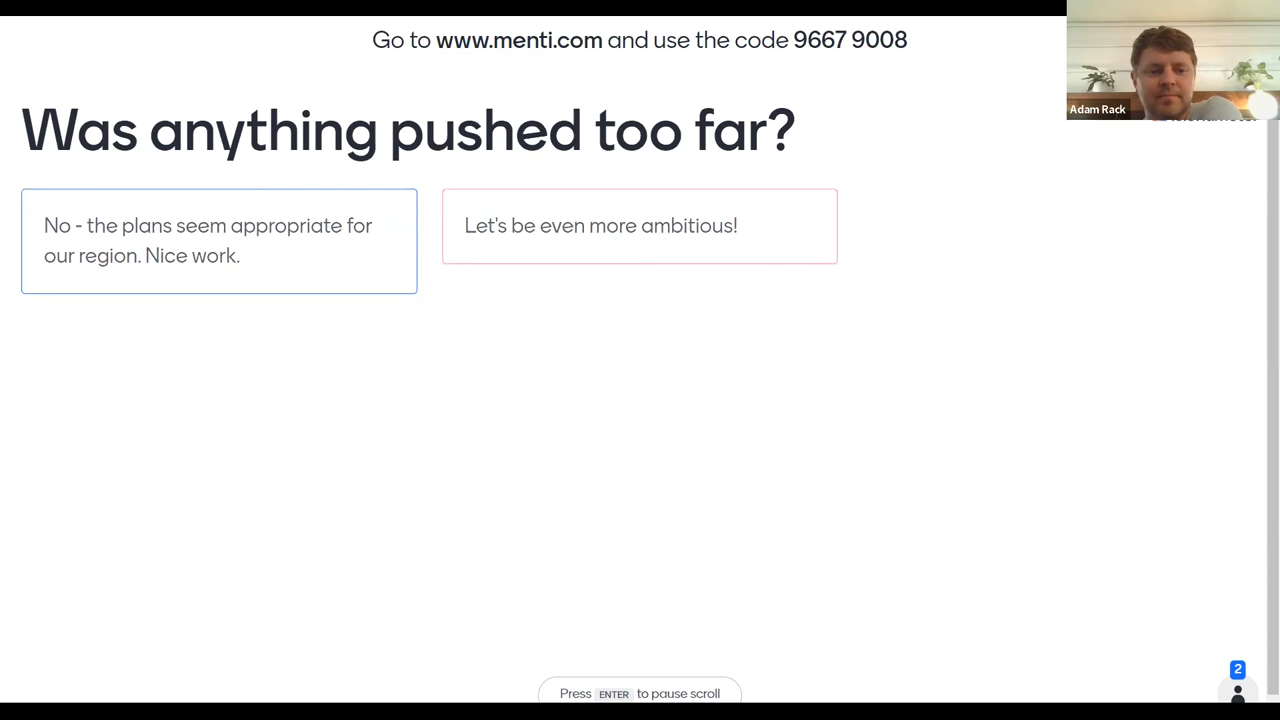 Go to www.menti.com and use the code 9667 9008
Adam Rack
Was anything pushed too far?
No - the plans seem appropriate for
our region. Nice work.
Let's be even more ambitious!
Press ENTER to pause scroll
2